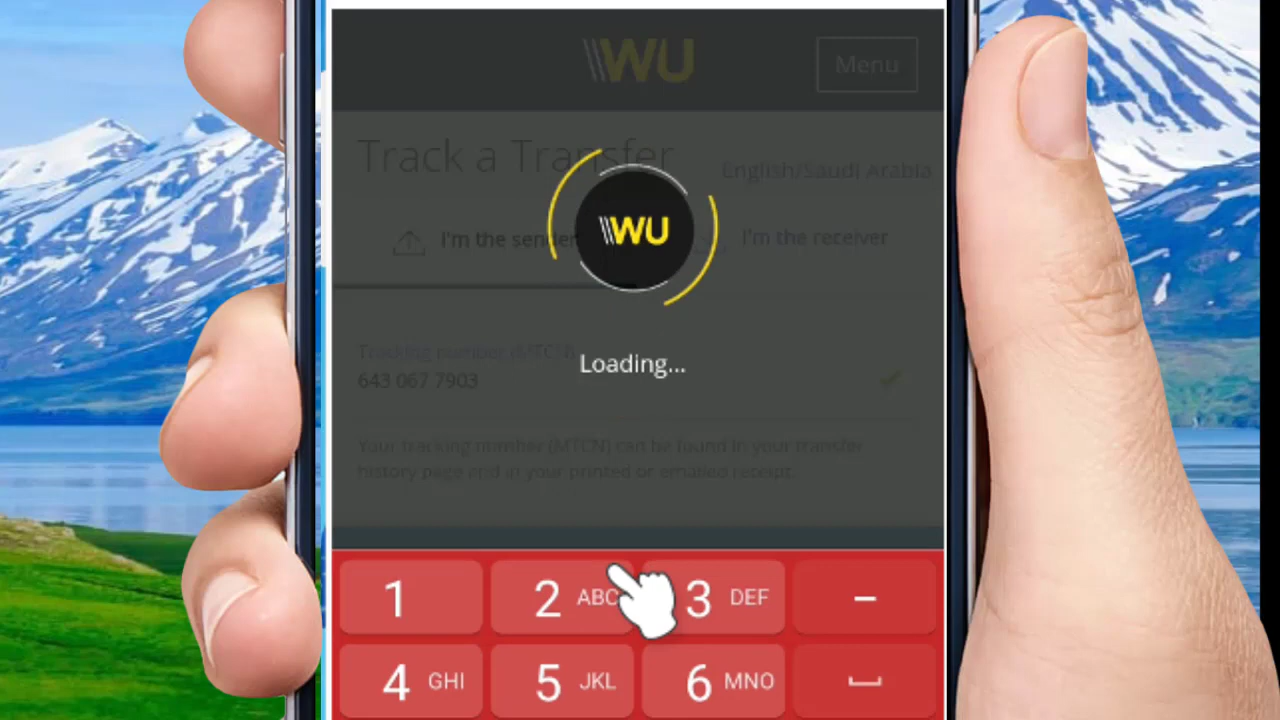 WU
Menu
Track a Transfer
English/Saudi Arabia
WU
I'm the sender
I'm the receiver
Loading...
Tracking number (MTCN)
643 067 7903
Your tracking number (MTCN) can be found in your transfer
history page and in your printed or emailed receipt.
1
2 ABC
3 DEF
–
4 GHI
5 JKL
6 MNO